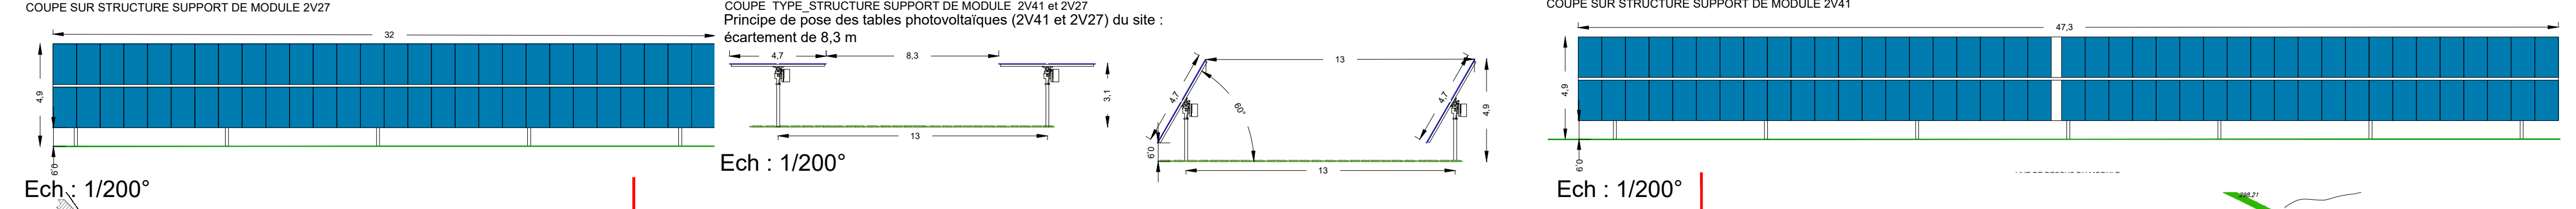 COUPE SUR STRUCTURE SUPPORT DE MODULE 2V27
32
4,9
0,9
Ech : 1/200°
COUPE TYPE_STRUCTURE SUPPORT DE MODULE 2V41 et 2V27
Principe de pose des tables photovoltaïques (2V41 et 2V27) du site :
écartement de 8,3 m
4,7
8,3
3,1
13
Ech : 1/200°
13
4,7
4,7
60°
4,9
0,9
13
COUPE SUR STRUCTURE SUPPORT DE MODULE 2V41
47,3
4,9
0,9
Ech : 1/200°
298,21